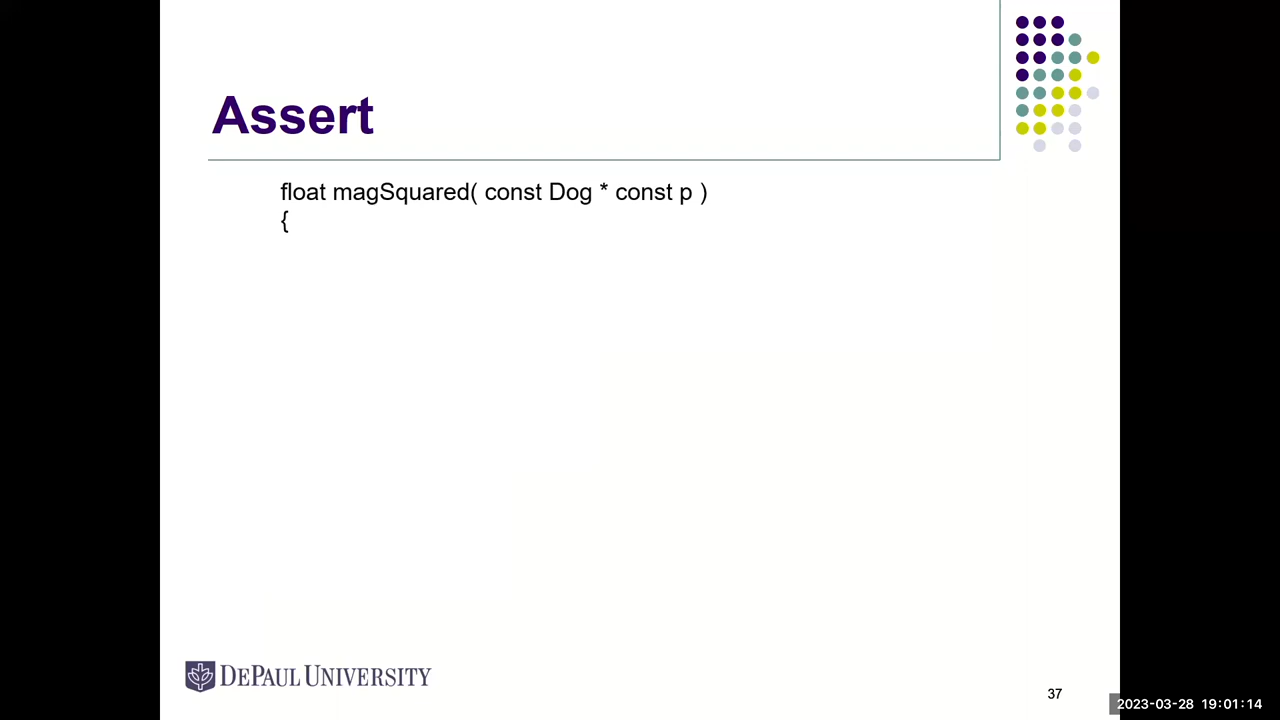 Assert
float magSquared( const Dog * const p )
{
DEPAUL UNIVERSITY
37
2023-03-28 19:01:14